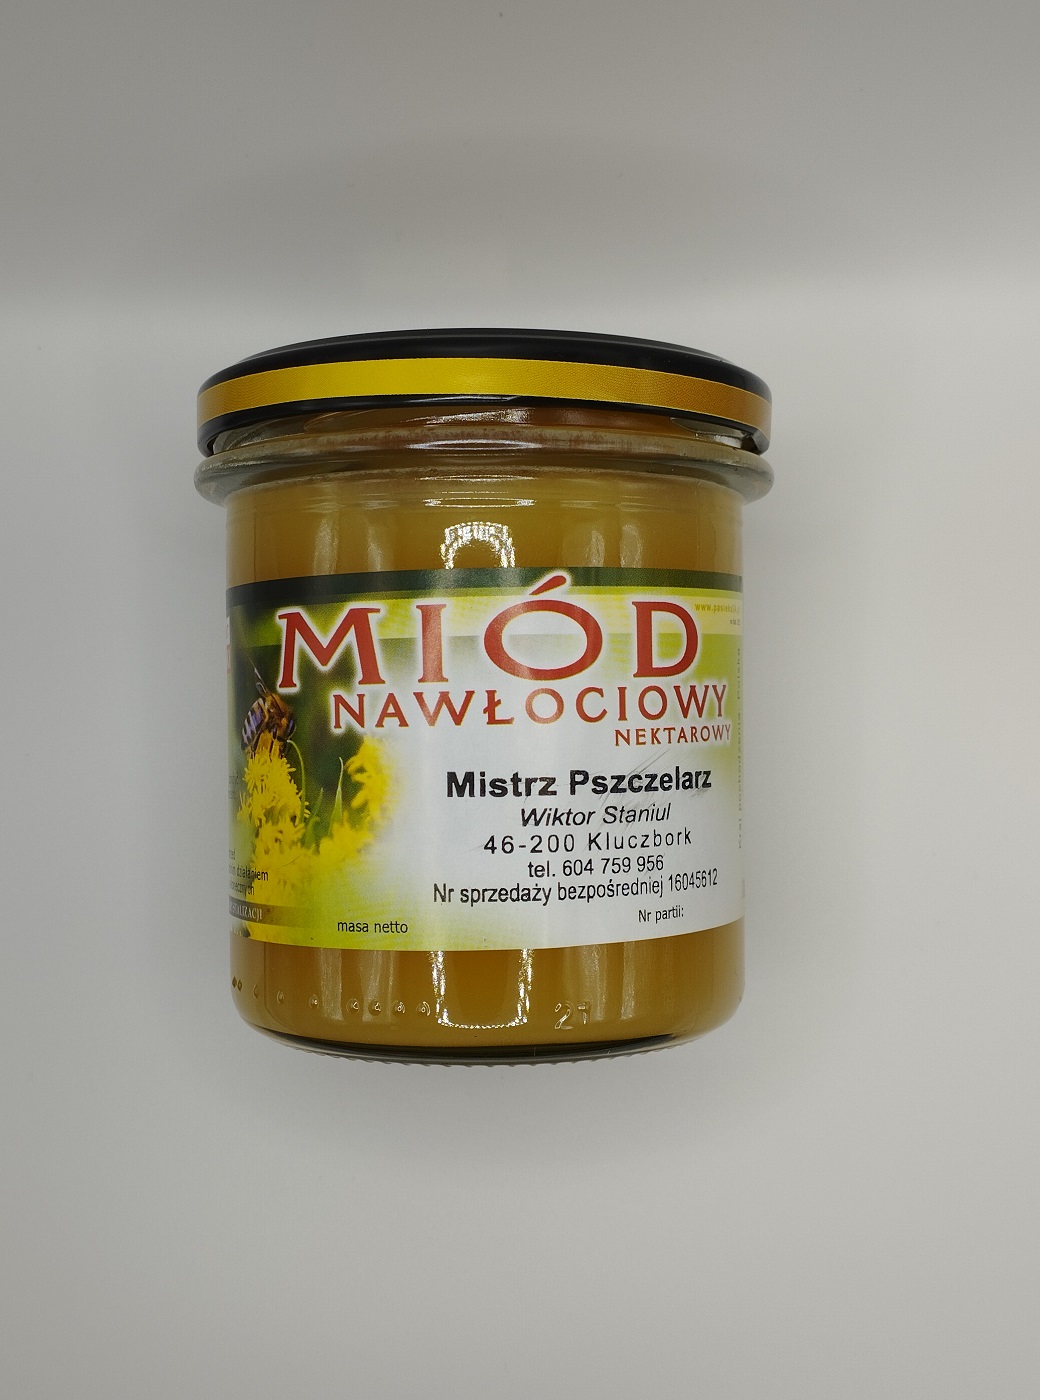 MIÓD
NAWŁOCIOWY
NEKTAROWY
Mistrz Pszczelarz
Wiktor Staniul
46-200 Kluczbork
tel. 604 759 956
Nr sprzedaży bezpośredniej 16045612
Nr partii:
masa netto
21